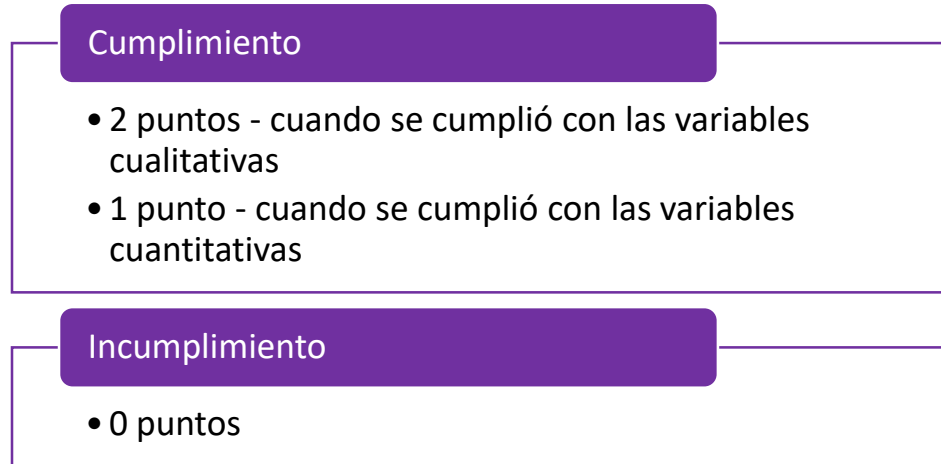 Cumplimiento
• 2 puntos - cuando se cumplió con las variables
cualitativas
• 1 punto - cuando se cumplió con las variables
cuantitativas
Incumplimiento
• 0 puntos